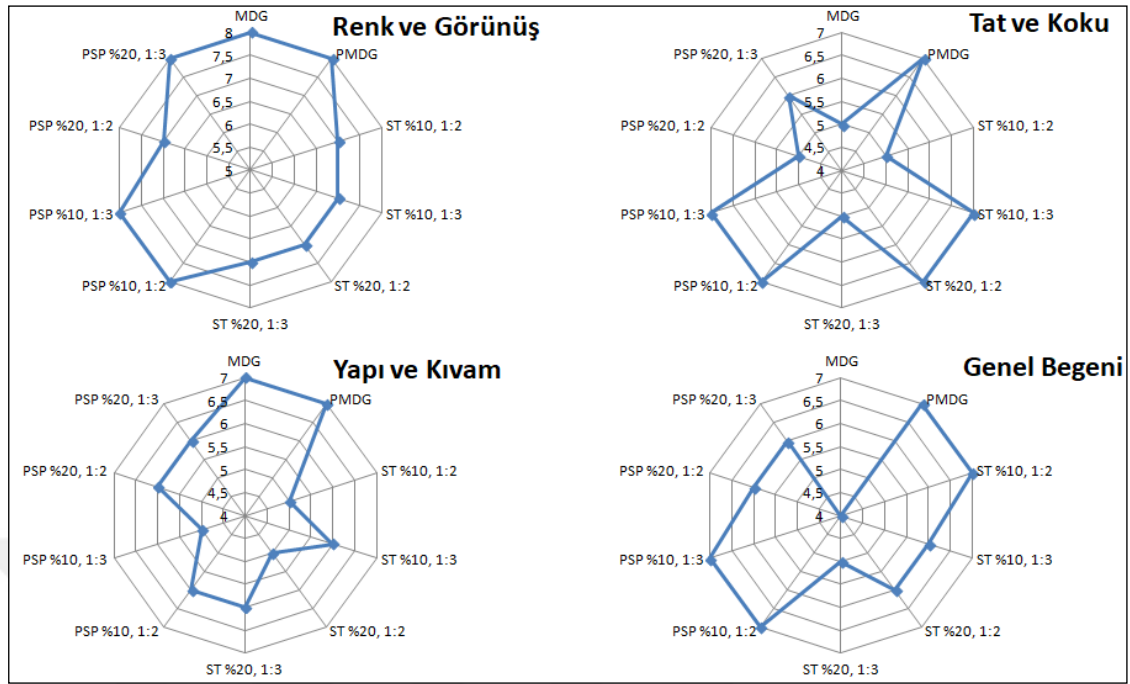 Renk ve Görünüş
MDG
PMDG
ST %10, 1:2
ST %10, 1:3
ST %20, 1:2
ST %20, 1:3
PSP %10, 1:2
PSP %10, 1:3
PSP %20, 1:2
PSP %20, 1:3
8
7,5
7
6,5
6
5,5
5
Tat ve Koku
MDG
PMDG
ST %10, 1:2
ST %10, 1:3
ST %20, 1:2
ST %20, 1:3
PSP %10, 1:2
PSP %10, 1:3
PSP %20, 1:2
PSP %20, 1:3
7
6,5
6
5,5
5
4,5
4
Yapı ve Kıvam
MDG
PMDG
ST %10, 1:2
ST %10, 1:3
ST %20, 1:2
ST %20, 1:3
PSP %10, 1:2
PSP %10, 1:3
PSP %20, 1:2
PSP %20, 1:3
7
6,5
6
5,5
5
4,5
4
Genel Begeni
MDG
PMDG
ST %10, 1:2
ST %10, 1:3
ST %20, 1:2
ST %20, 1:3
PSP %10, 1:2
PSP %10, 1:3
PSP %20, 1:2
PSP %20, 1:3
7
6,5
6
5,5
5
4,5
4